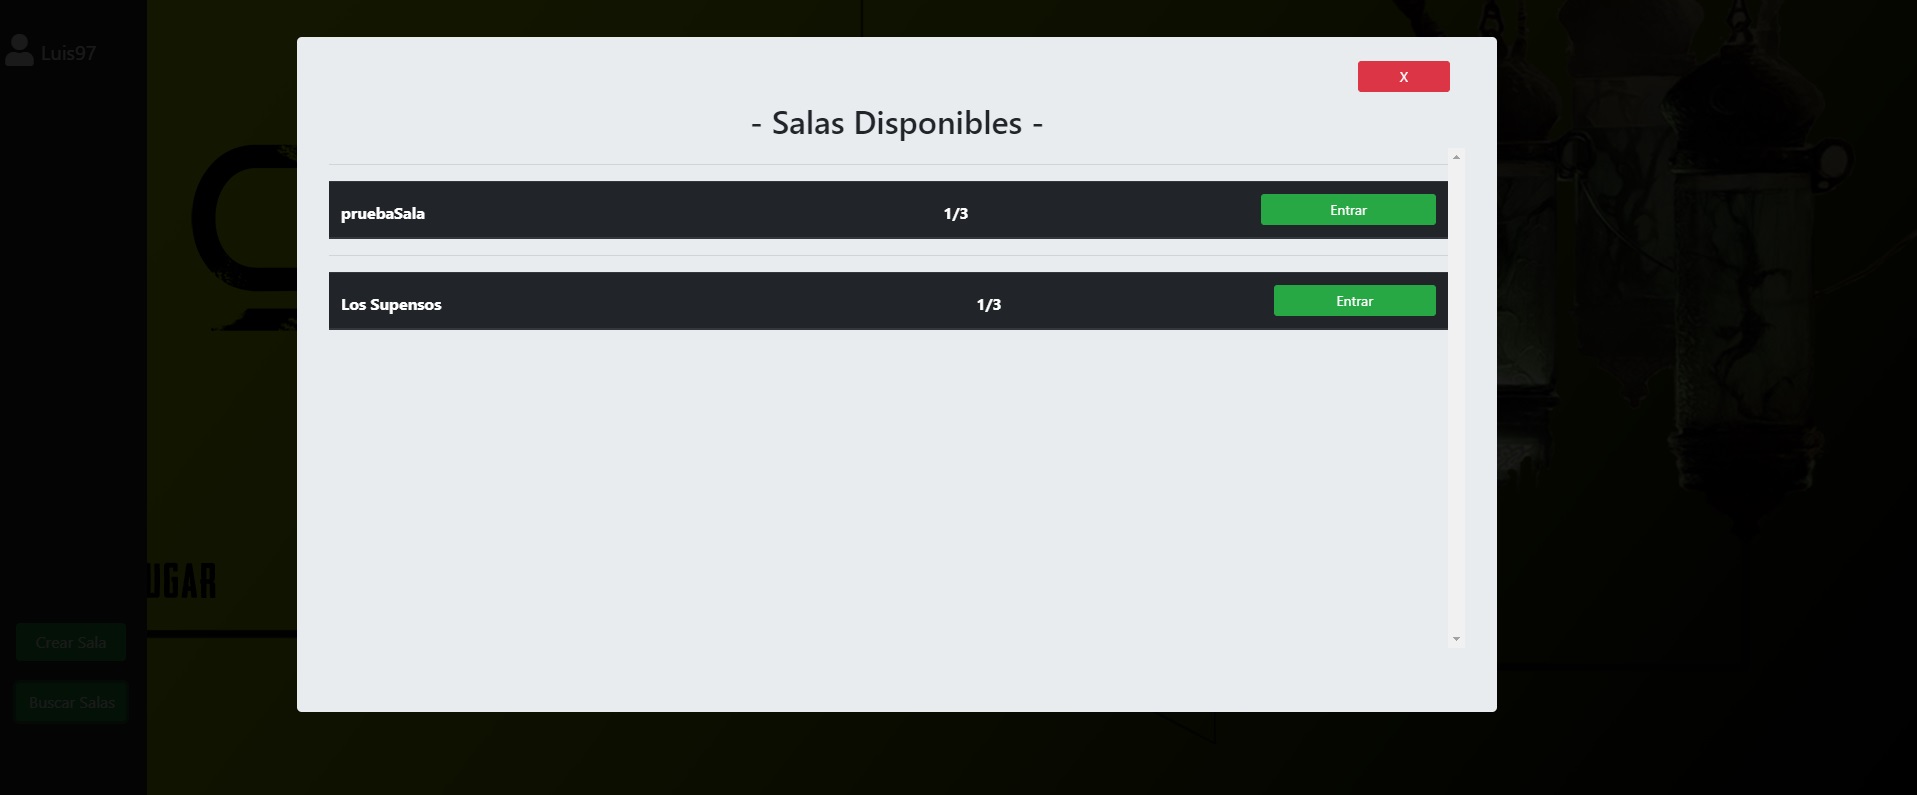 Luis97
X
- Salas Disponibles -
pruebaSala 1/3 Entrar
Los Supensos 1/3 Entrar
UGAR
Crear Sala
Buscar Salas